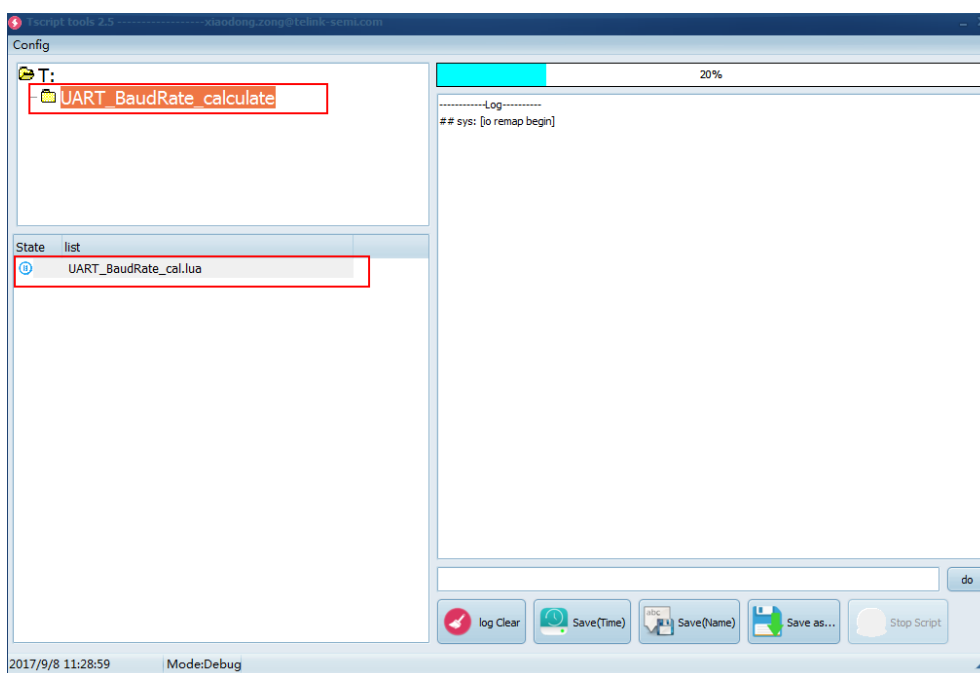 Tscript tools 2.5 ------------------xiaodong.zong@telink-semi.com
Config
T:
UART_BaudRate_calculate
20%
------------Log----------
## sys: [io remap begin]
State list
UART_BaudRate_cal.lua
do
log Clear
Save(Time)
abc
Save(Name)
Save as...
Stop Script
2017/9/8 11:28:59 Mode:Debug